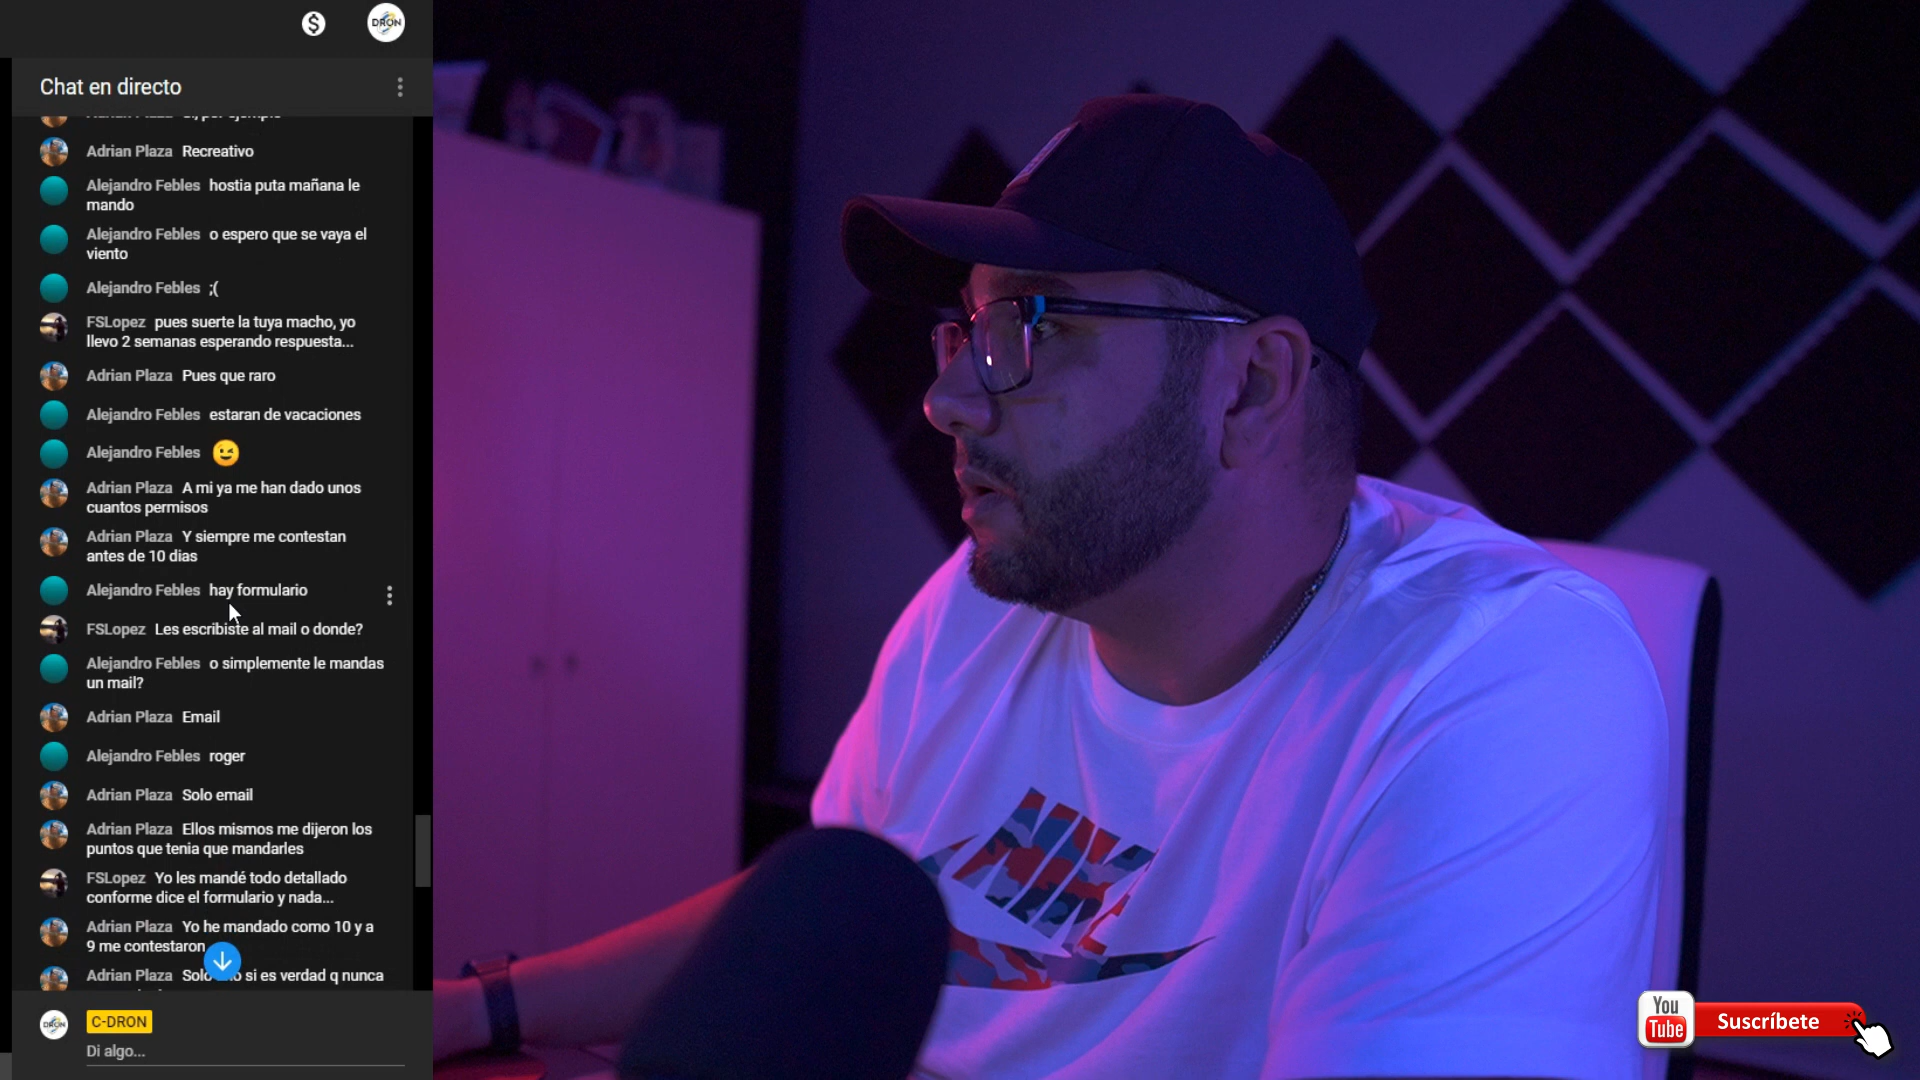 DRON
Chat en directo
Adrian Plaza Recreativo
Alejandro Febles hostia puta mañana le
mando
Alejandro Febles o espero que se vaya el
viento
Alejandro Febles ;(
FSLopez pues suerte la tuya macho, yo
llevo 2 semanas esperando respuesta...
Adrian Plaza Pues que raro
Alejandro Febles estaran de vacaciones
Alejandro Febles 😉
Adrian Plaza A mi ya me han dado unos
cuantos permisos
Adrian Plaza Y siempre me contestan
antes de 10 dias
Alejandro Febles hay formulario
FSLopez Les escribiste al mail o donde?
Alejandro Febles o simplemente le mandas
un mail?
Adrian Plaza Email
Alejandro Febles roger
Adrian Plaza Solo email
Adrian Plaza Ellos mismos me dijeron los
puntos que tenia que mandarles
FSLopez Yo les mandé todo detallado
conforme dice el formulario y nada...
Adrian Plaza Yo he mandado como 10 y a
9 me contestaron
Adrian Plaza Solo si es verdad q nunca
DRON
C-DRON
Di algo...
You
Tube
Suscríbete